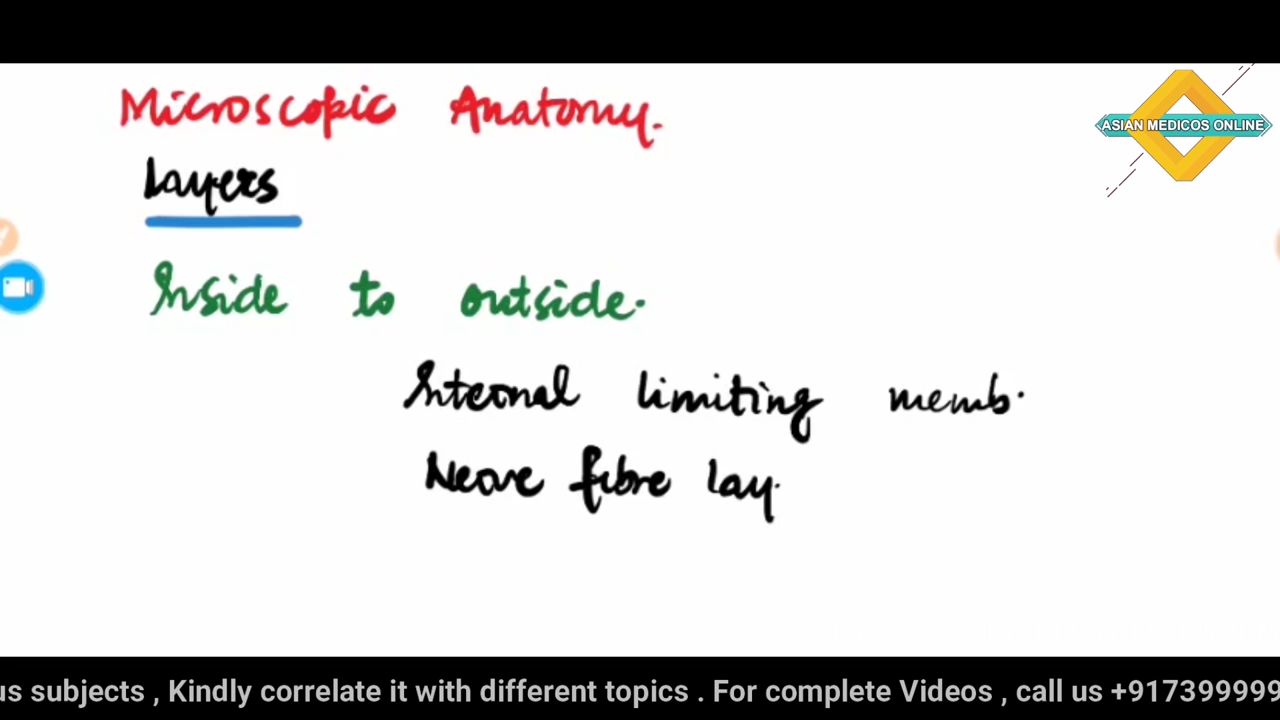 Microscopic Anatomy.
ASIAN MEDICOS ONLINE
Layers
Inside to outside.
Internal limiting memb.
Nerve fibre lay.
us subjects , Kindly correlate it with different topics . For complete Videos , call us +917399999